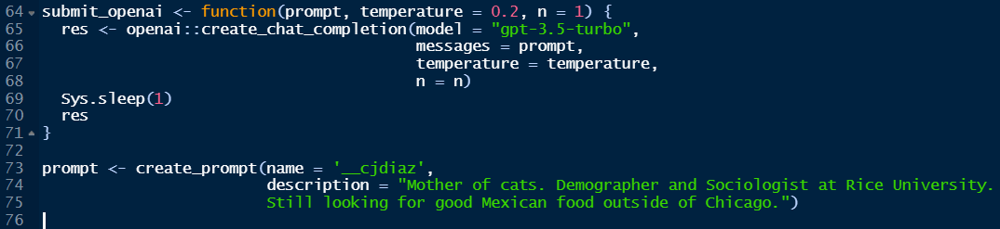 64 submit_openai <- function(prompt, temperature = 0.2, n = 1) {
65   res <- openai::create_chat_completion(model = "gpt-3.5-turbo",
66                                         messages = prompt,
67                                         temperature = temperature,
68                                         n = n)
69   Sys.sleep(1)
70   res
71 }
72
73 prompt <- create_prompt(name = '__cjdiaz',
74                         description = "Mother of cats. Demographer and Sociologist at Rice University.
75                         Still looking for good Mexican food outside of Chicago.")
76